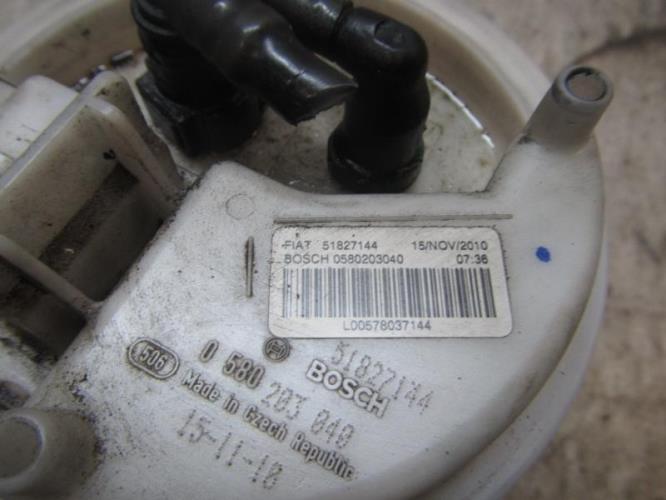 FIAT 51827144 15/NOV/2010
BOSCH 0580203040 07:36
L00578037144
51827144
BOSCH
506
0 580 203 040
Made in Czech Republic
15-11-10